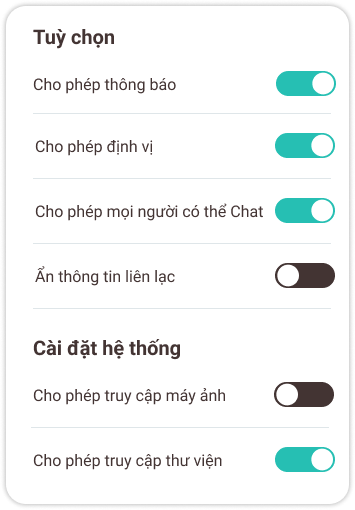 Tuỳ chọn
Cho phép thông báo
Cho phép định vị
Cho phép mọi người có thể Chat
Ẩn thông tin liên lạc
Cài đặt hệ thống
Cho phép truy cập máy ảnh
Cho phép truy cập thư viện